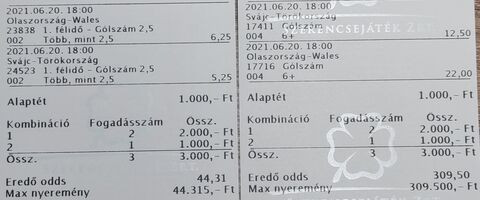 2021.06.20. 18:00
Olaszország-Wales
23838 1. félidő - Gólszám 2,5
002 Több, mint 2,5 6,25
2021.06.20. 18:00
Svájc-Törökország
24523 1. félidő - Gólszám 2,5
002 Több, mint 2,5 5,25
Alaptét 1.000,- Ft
Kombináció Fogadásszám Össz.
1 2 2.000,- Ft
2 1 1.000,- Ft
Össz. 3 3.000,- Ft
Eredő odds 44,31
Max nyeremény 44.315,- Ft
2021.06.20. 18:00
Svájc-Törökország
17411 Gólszám
004 6+ 12,50
SZERENCSEJÁTÉK ZRT.
2021.06.20. 18:00
Olaszország-Wales
17716 Gólszám
004 6+ 22,00
Alaptét 1.000,- Ft
Kombináció Fogadásszám Össz.
1 2 2.000,- Ft
2 1 1.000,- Ft
Össz. 3 3.000,- Ft
Eredő odds 309,50
Max nyeremény 309.500,- Ft